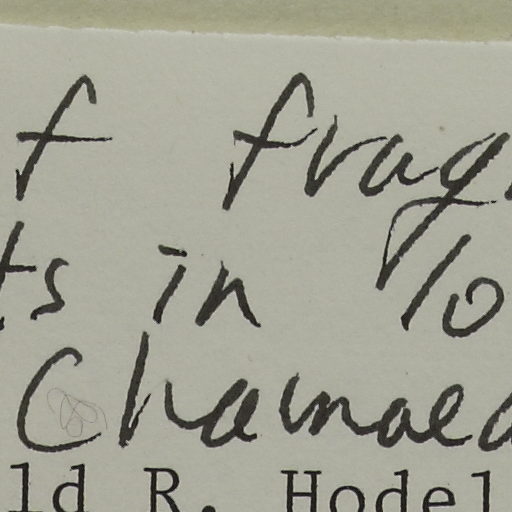 f frag
ts in lo
Chamaed
ld R. Hodel